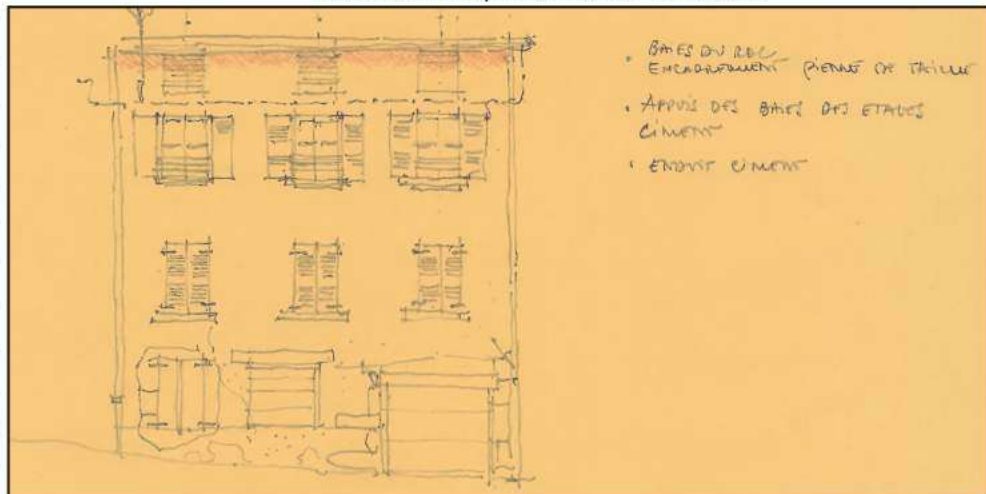 • BAIES DU RDC
ENCADREMENT PIERRE DE TAILLE
• APPUIS DES BAIES DES ETAGES
CIMENT
• ENDUIT CIMENT